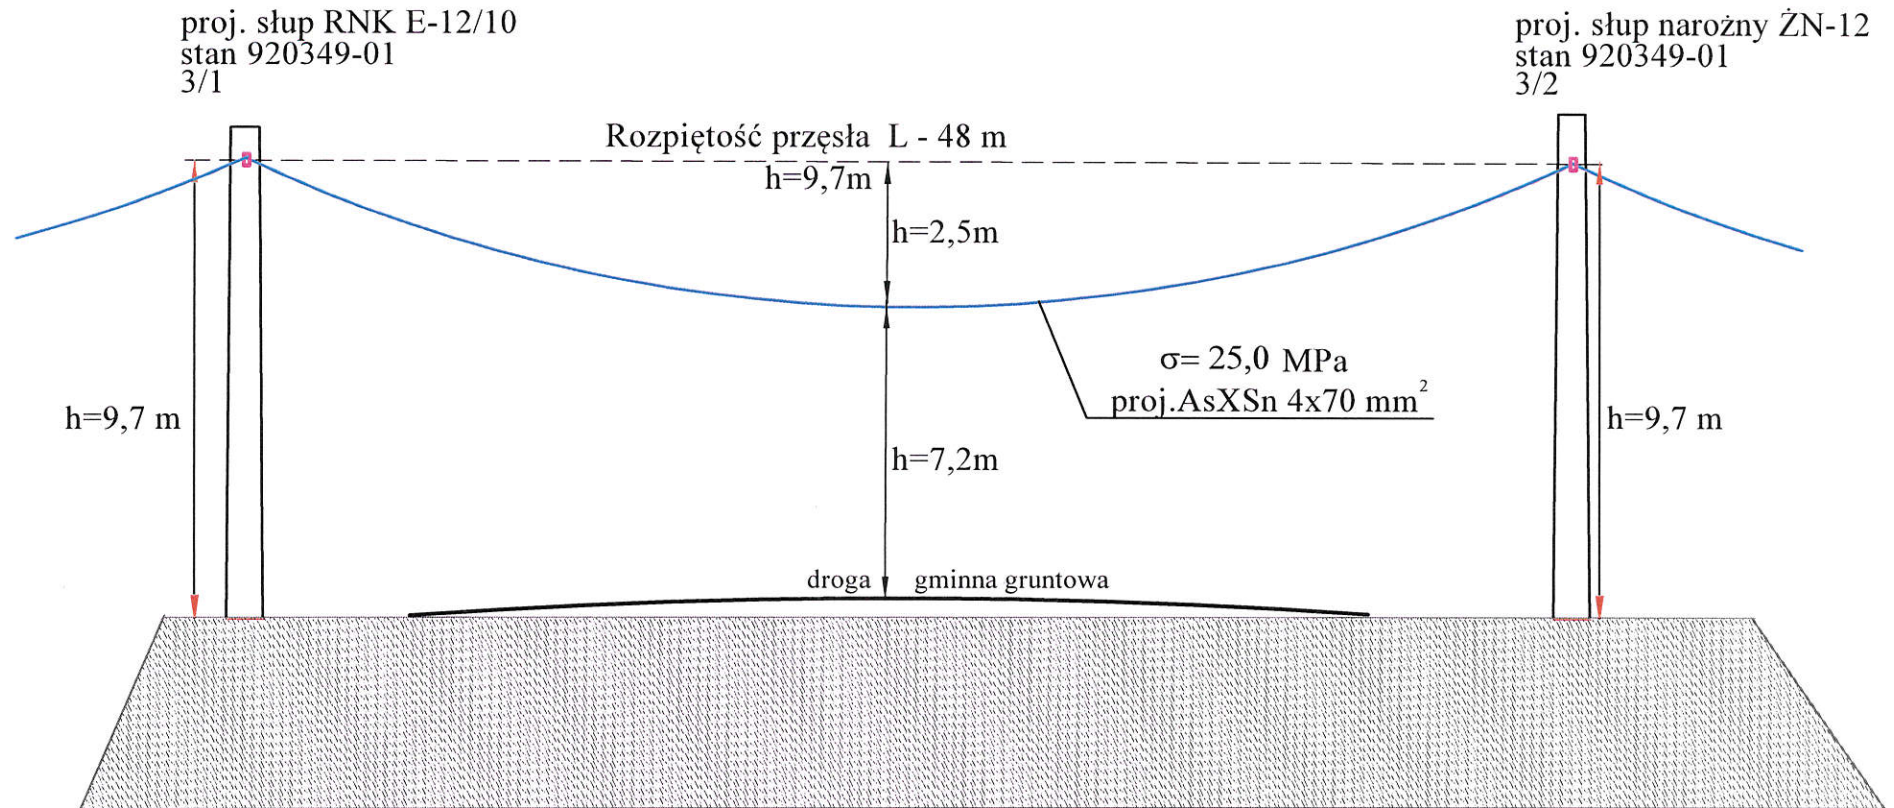 proj. słup RNK E-12/10
stan 920349-01
3/1
proj. słup narożny ŻN-12
stan 920349-01
3/2
Rozpiętość przęsła L - 48 m
h=9,7m
h=2,5m
σ= 25,0 MPa
proj.AsXSn 4x70 mm²
h=9,7 m
h=9,7 m
h=7,2m
droga gminna gruntowa